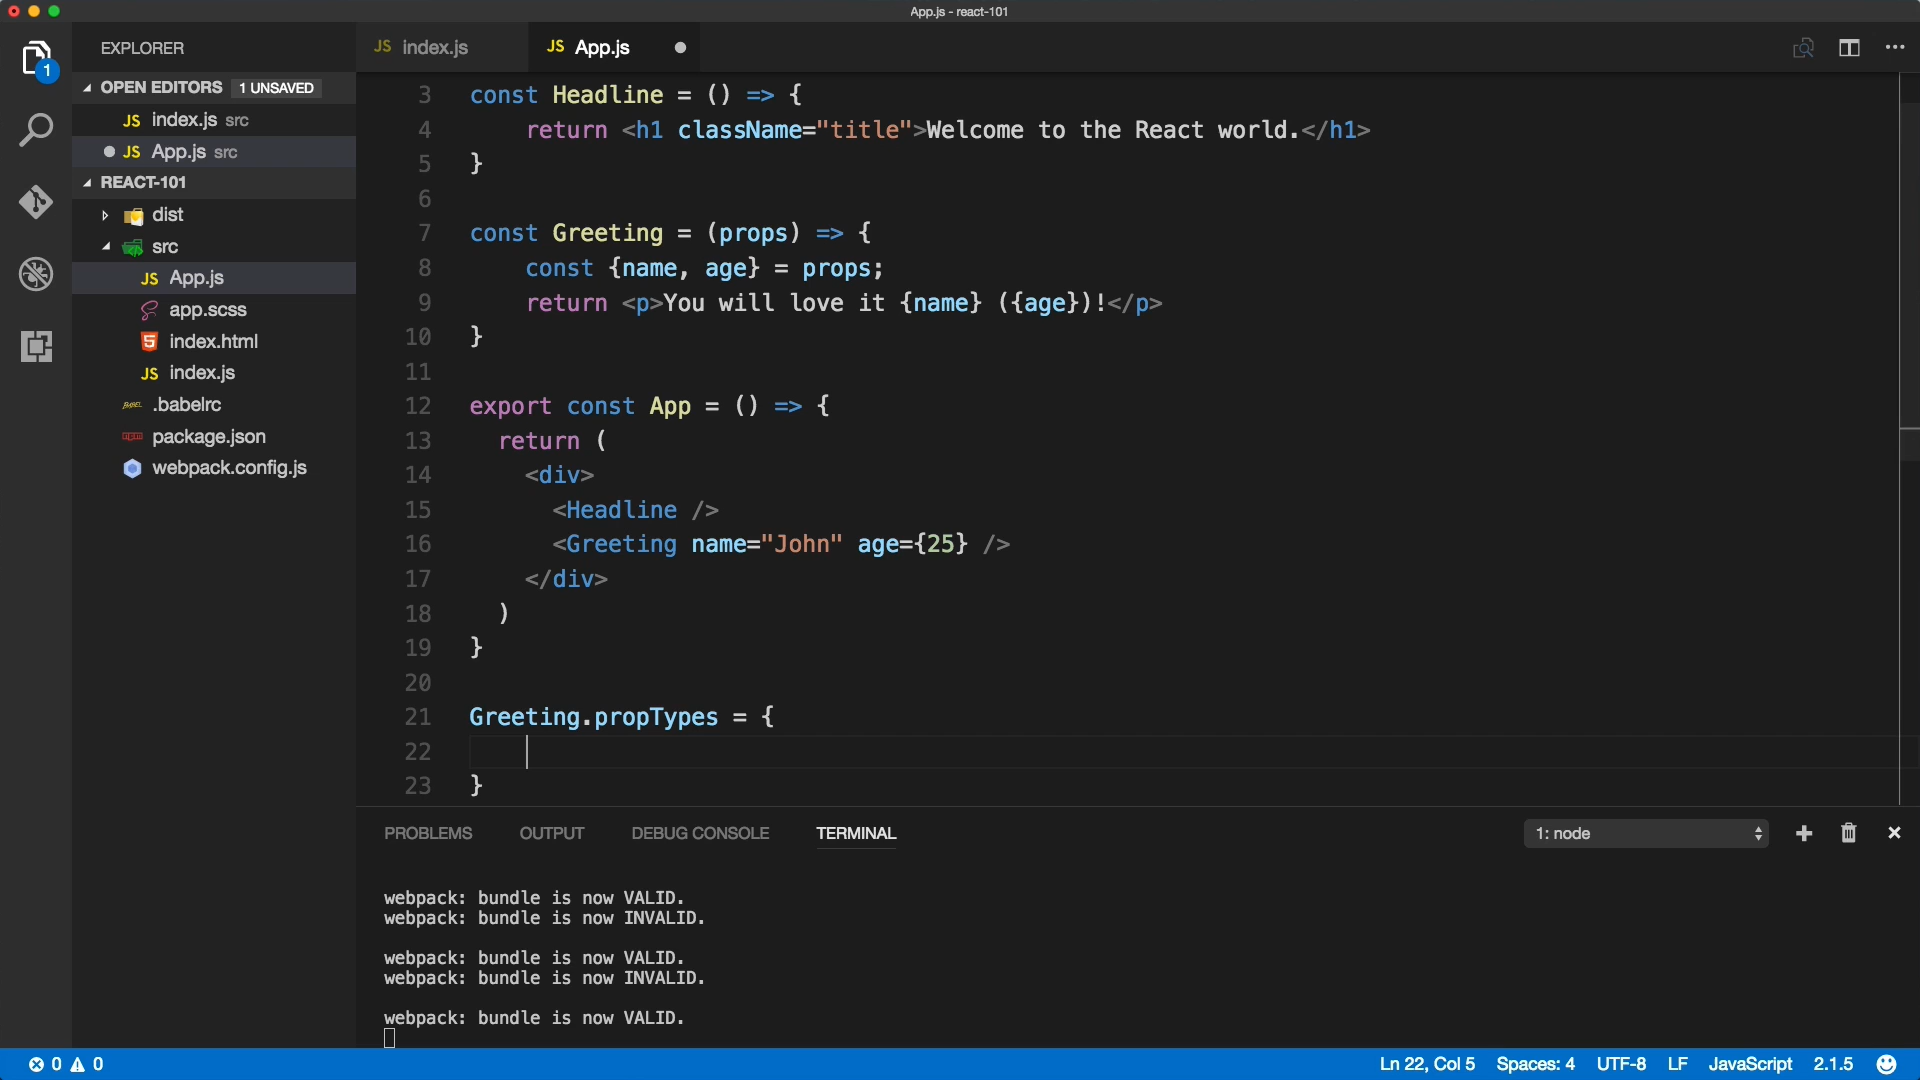 App.js - react-101
EXPLORER
JS index.js
JS App.js
1
OPEN EDITORS 1 UNSAVED
JS index.js src
JS App.js src
REACT-101
dist
src
JS App.js
app.scss
5 index.html
JS index.js
BABEL .babelrc
npm package.json
webpack.config.js
3 const Headline = () => {
4 return <h1 className="title">Welcome to the React world.</h1>
5 }
6
7 const Greeting = (props) => {
8 const {name, age} = props;
9 return <p>You will love it {name} ({age})!</p>
10 }
11
12 export const App = () => {
13 return (
14 <div>
15 <Headline />
16 <Greeting name="John" age={25} />
17 </div>
18 )
19 }
20
21 Greeting.propTypes = {
22
23 }
PROBLEMS OUTPUT DEBUG CONSOLE TERMINAL 1: node
webpack: bundle is now VALID.
webpack: bundle is now INVALID.
webpack: bundle is now VALID.
webpack: bundle is now INVALID.
webpack: bundle is now VALID.
0 0 Ln 22, Col 5 Spaces: 4 UTF-8 LF JavaScript 2.1.5